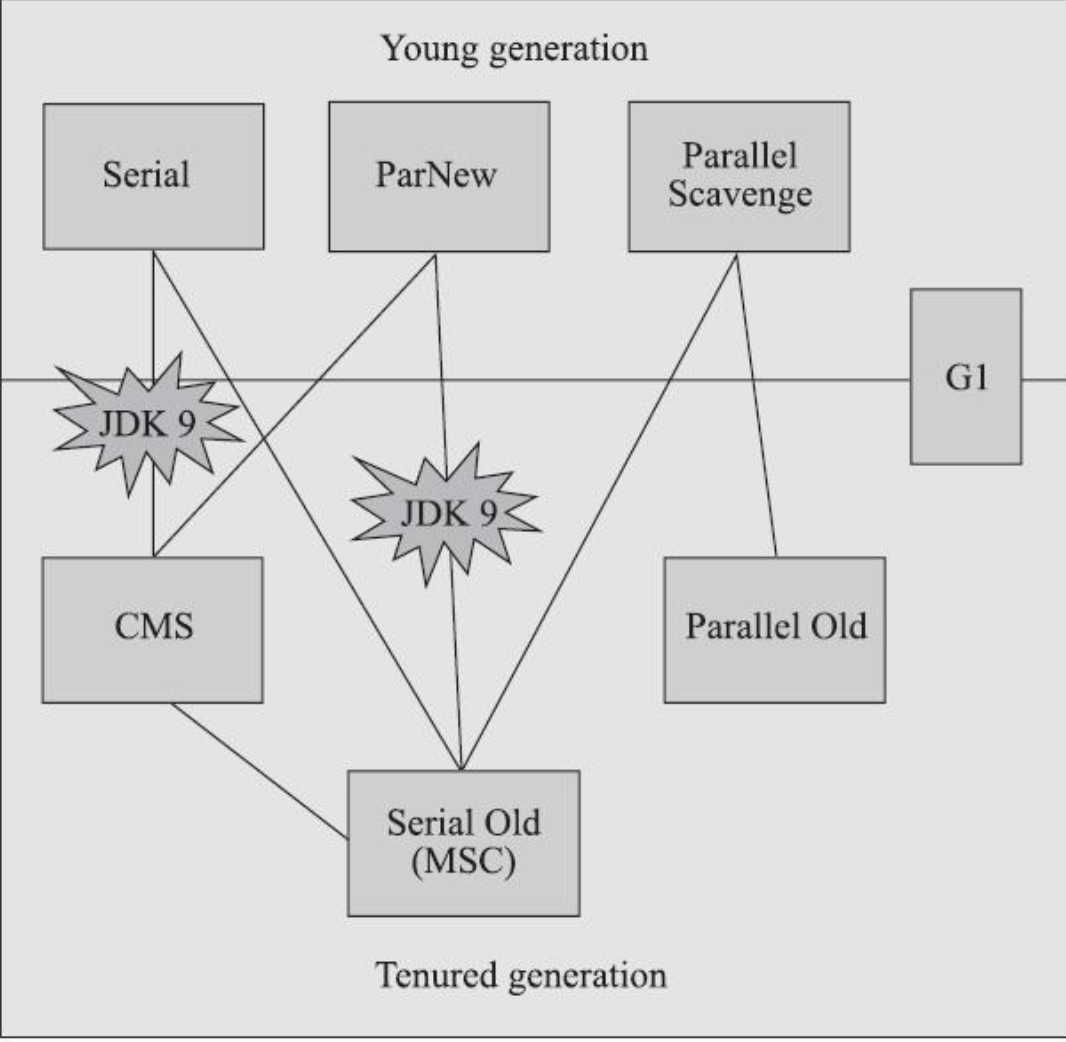 Young generation
Serial
ParNew
Parallel
Scavenge
G1
JDK 9
JDK 9
CMS
Parallel Old
Serial Old
(MSC)
Tenured generation